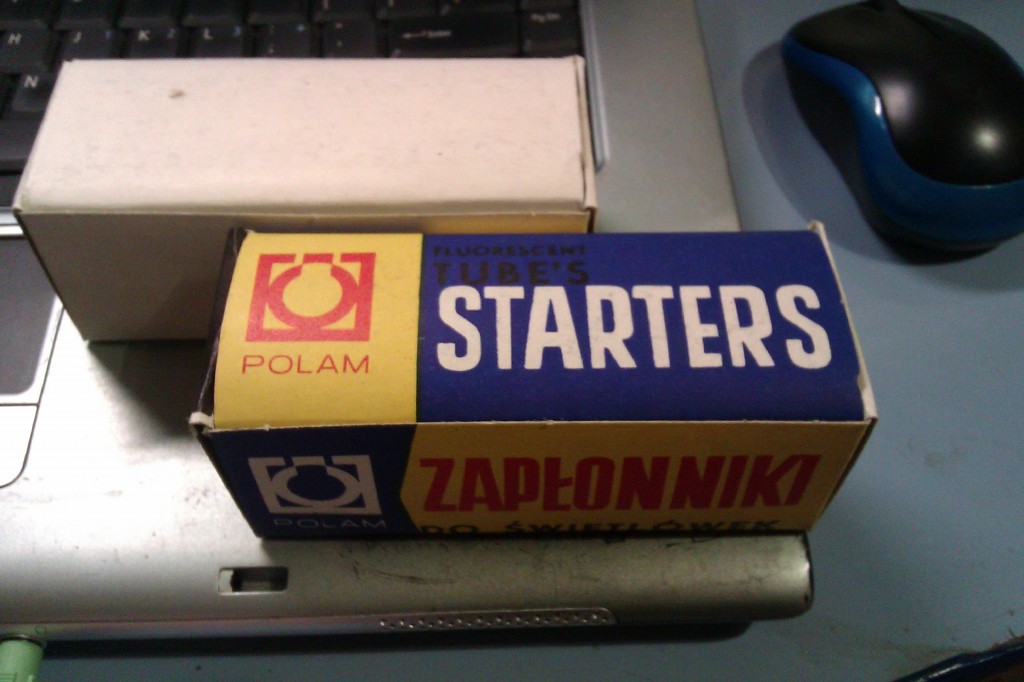 H J K L : "
N
FLUORESCENT
TUBE'S
STARTERS
POLAM
ZAPŁONNIKI
DO ŚWIETLÓWEK
POLAM